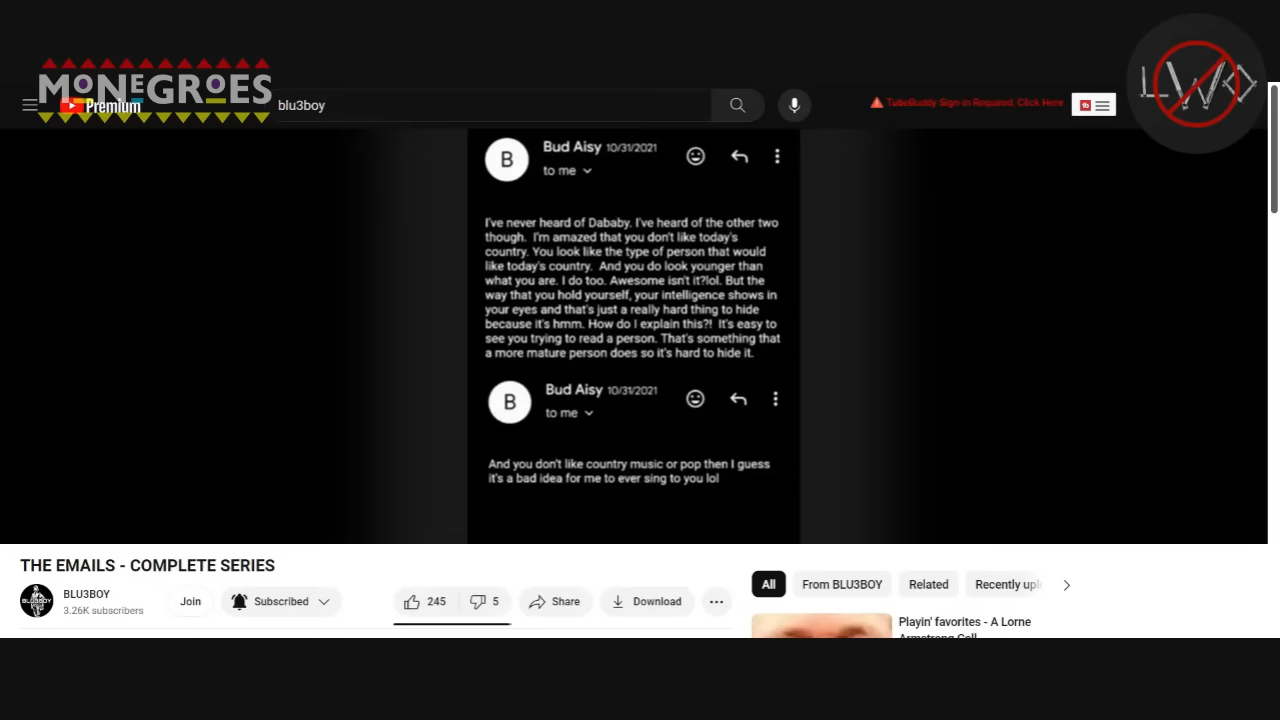 MONEGROES
Premium
blu3boy
TubeBuddy Sign-in Required, Click Here
tb
LWO
B
Bud Aisy 10/31/2021
to me
I've never heard of Dababy. I've heard of the other two
though. I'm amazed that you don't like today's
country. You look like the type of person that would
like today's country. And you do look younger than
what you are. I do too. Awesome isn't it?lol. But the
way that you hold yourself, your intelligence shows in
your eyes and that's just a really hard thing to hide
because it's hmm. How do I explain this?! It's easy to
see you trying to read a person. That's something that
a more mature person does so it's hard to hide it.
B
Bud Aisy 10/31/2021
to me
And you don't like country music or pop then I guess
it's a bad idea for me to ever sing to you lol
THE EMAILS - COMPLETE SERIES
BLU3BOY
BLU3BOY
3.26K subscribers
Join
Subscribed
245
5
Share
Download
All
From BLU3BOY
Related
Recently uplo
Playin' favorites - A Lorne
Armstrong Call